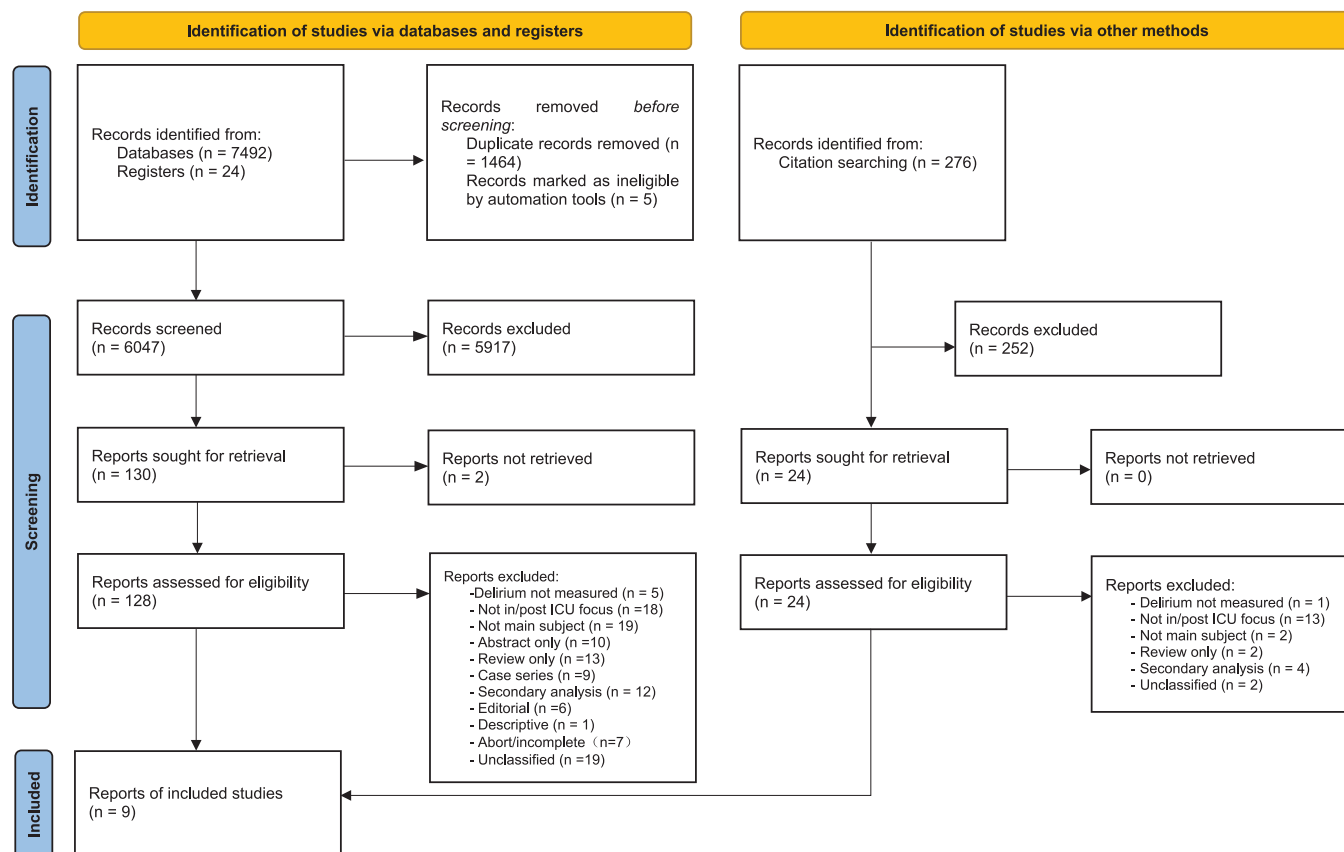 Identification of studies via databases and registers
Identification of studies via other methods
Identification
Records identified from:
Databases (n = 7492)
Registers (n = 24)
Records removed before
screening:
Duplicate records removed (n
= 1464)
Records marked as ineligible
by automation tools (n = 5)
Records identified from:
Citation searching (n = 276)
Screening
Records screened
(n = 6047)
Records excluded
(n = 5917)
Records excluded
(n = 252)
Reports sought for retrieval
(n = 130)
Reports not retrieved
(n = 2)
Reports sought for retrieval
(n = 24)
Reports not retrieved
(n = 0)
Reports assessed for eligibility
(n = 128)
Reports excluded:
-Delirium not measured (n = 5)
- Not in/post ICU focus (n =18)
- Not main subject (n = 19)
- Abstract only (n =10)
- Review only (n =13)
- Case series (n =9)
- Secondary analysis (n = 12)
- Editorial (n =6)
- Descriptive (n = 1)
- Abort/incomplete（n=7）
- Unclassified (n =19)
Reports assessed for eligibility
(n = 24)
Reports excluded:
- Delirium not measured (n = 1)
- Not in/post ICU focus (n =13)
- Not main subject (n = 2)
- Review only (n = 2)
- Secondary analysis (n = 4)
- Unclassified (n = 2)
Included
Reports of included studies
(n = 9)